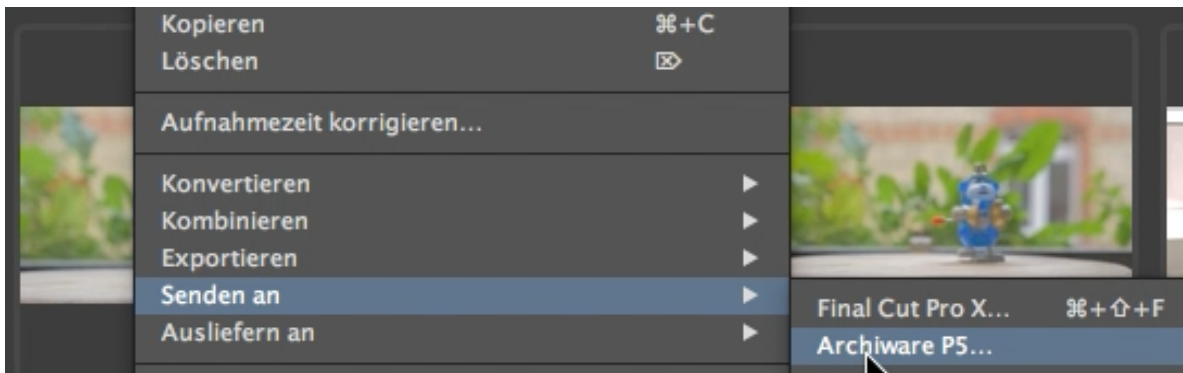 Kopieren ⌘+C
Löschen ⌦
Aufnahmezeit korrigieren...
Konvertieren ▶
Kombinieren ▶
Exportieren ▶
Senden an ▶
Ausliefern an ▶
Final Cut Pro X... ⌘+⇧+F
Archiware P5...